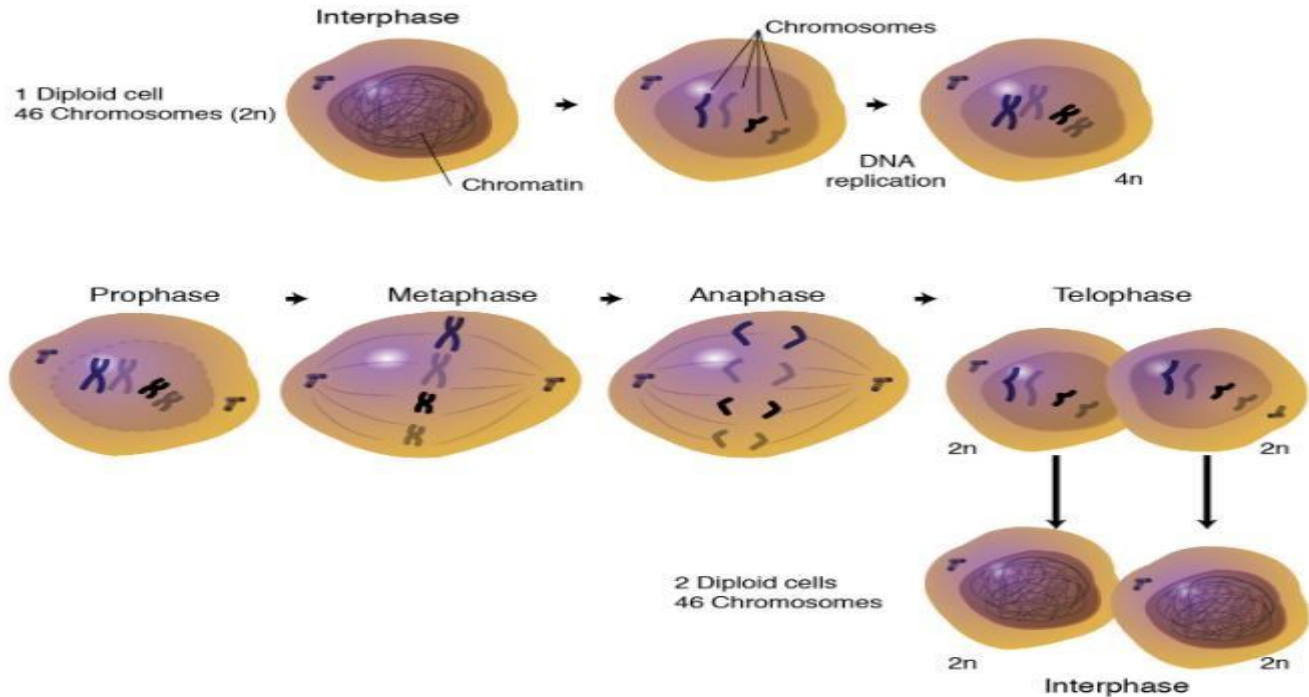 Interphase
Chromosomes
1 Diploid cell
46 Chromosomes (2n)
Chromatin
DNA
replication
4n
Prophase
Metaphase
Anaphase
Telophase
2n
2n
2 Diploid cells
46 Chromosomes
2n
2n
Interphase